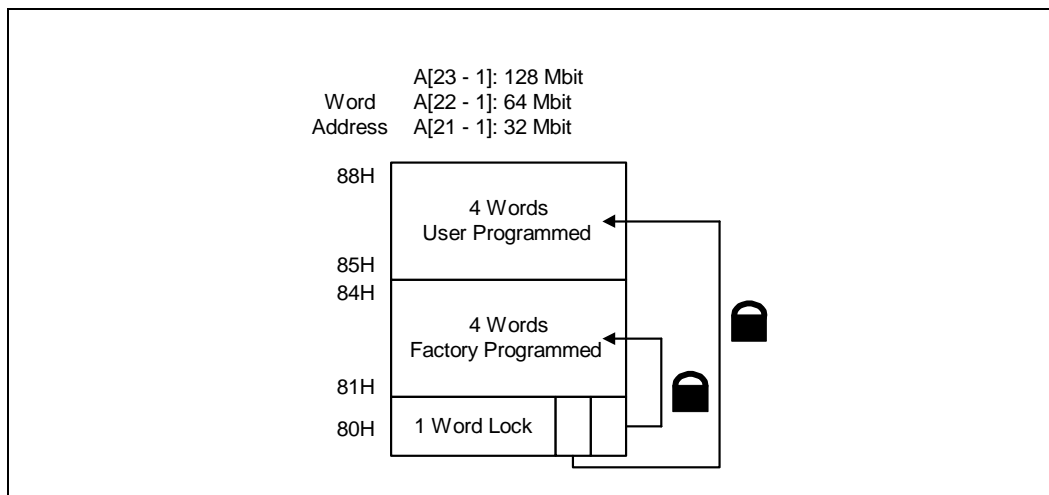 A[23 - 1]: 128 Mbit
Word A[22 - 1]: 64 Mbit
Address A[21 - 1]: 32 Mbit
88H
4 Words
User Programmed
85H
84H
4 Words
Factory Programmed
81H
80H 1 Word Lock